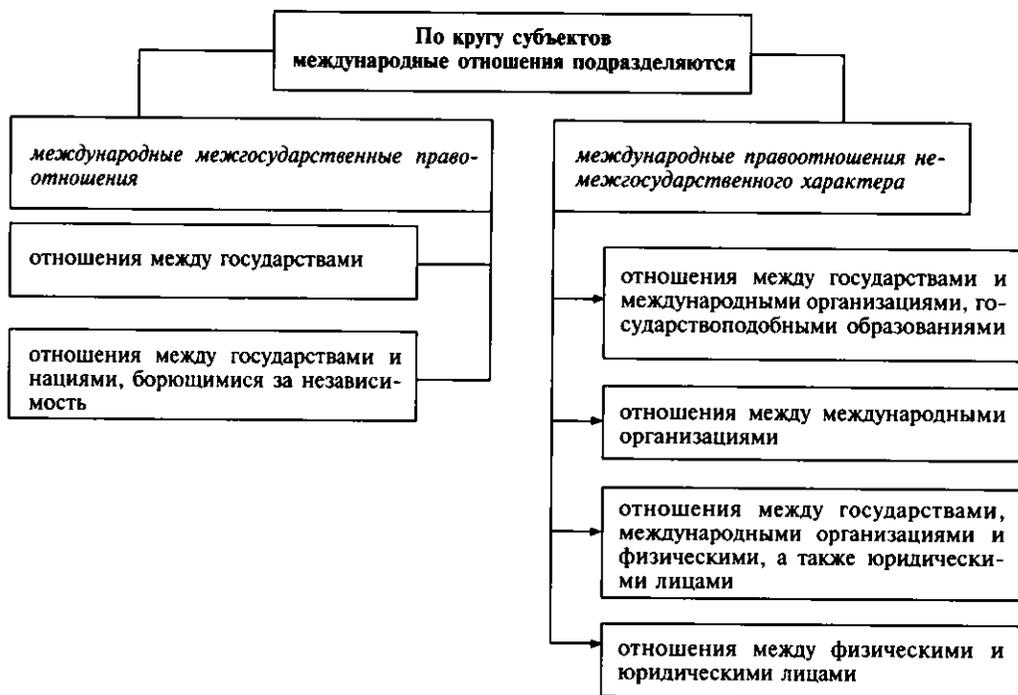 По кругу субъектов
международные отношения подразделяются
международные межгосударственные право-
отношения
отношения между государствами
отношения между государствами и
нациями, борющимися за независи-
мость
международные правоотношения не-
межгосударственного характера
отношения между государствами и
международными организациями, го-
сударствоподобными образованиями
отношения между международными
организациями
отношения между государствами,
международными организациями и
физическими, а также юридически-
ми лицами
отношения между физическими и
юридическими лицами